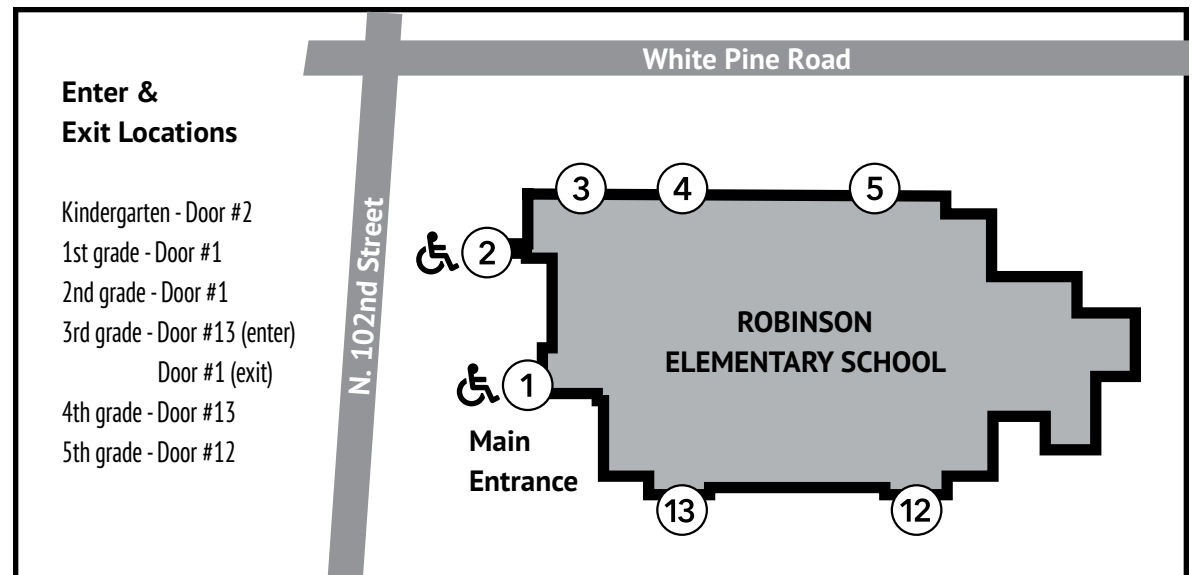 White Pine Road
Enter &
Exit Locations
Kindergarten - Door #2
1st grade - Door #1
2nd grade - Door #1
3rd grade - Door #13 (enter)
Door #1 (exit)
4th grade - Door #13
5th grade - Door #12
N. 102nd Street
3
4
5
2
ROBINSON
ELEMENTARY SCHOOL
1
Main
Entrance
13
12